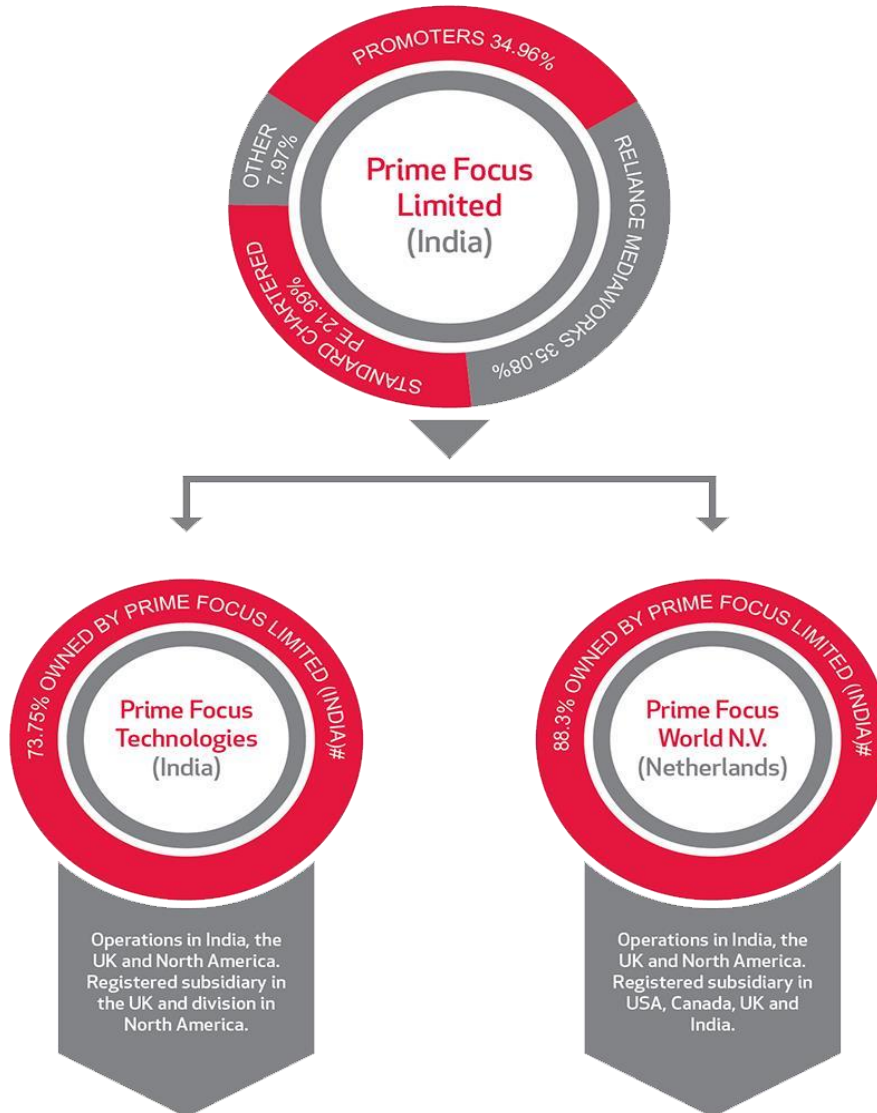 PROMOTERS 34.96%
OTHER
7.97%
RELIANCE MEDIAWORKS 35.08%
STANDARD CHARTERED
PE 21.99%
Prime Focus
Limited
(India)
73.75% OWNED BY PRIME FOCUS LIMITED (INDIA)#
Prime Focus
Technologies
(India)
Operations in India, the
UK and North America.
Registered subsidiary in
the UK and division in
North America.
88.3% OWNED BY PRIME FOCUS LIMITED (INDIA)#
Prime Focus
World N.V.
(Netherlands)
Operations in India, the
UK and North America.
Registered subsidiary in
USA, Canada, UK and
India.